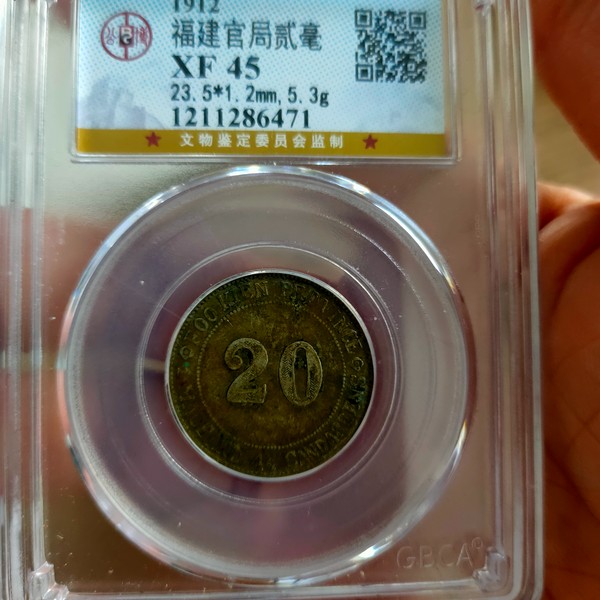 1912
福建官局贰毫
XF 45
23.5*1.2mm, 5.3g
1211286471
★ 文物鉴定委员会监制 ★
20
GBCA